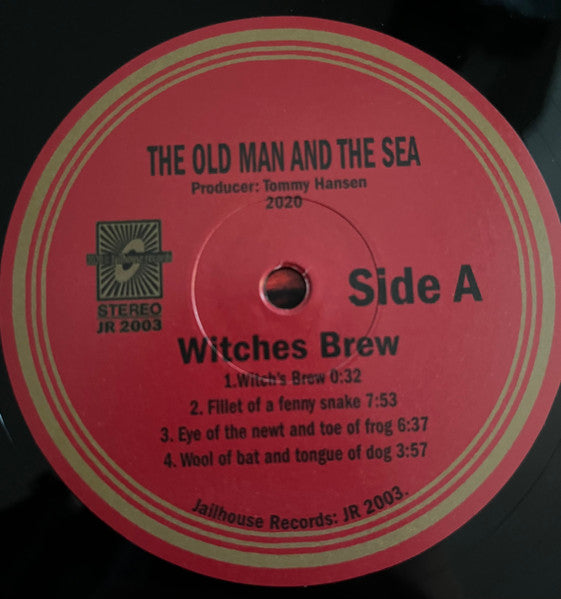 THE OLD MAN AND THE SEA
Producer: Tommy Hansen
2020
STEREO
JR 2003
Side A
Witches Brew
1.Witch's Brew 0:32
2. Fillet of a fenny snake 7:53
3. Eye of the newt and toe of frog 6:37
4. Wool of bat and tongue of dog 3:57
Jailhouse Records: JR 2003.